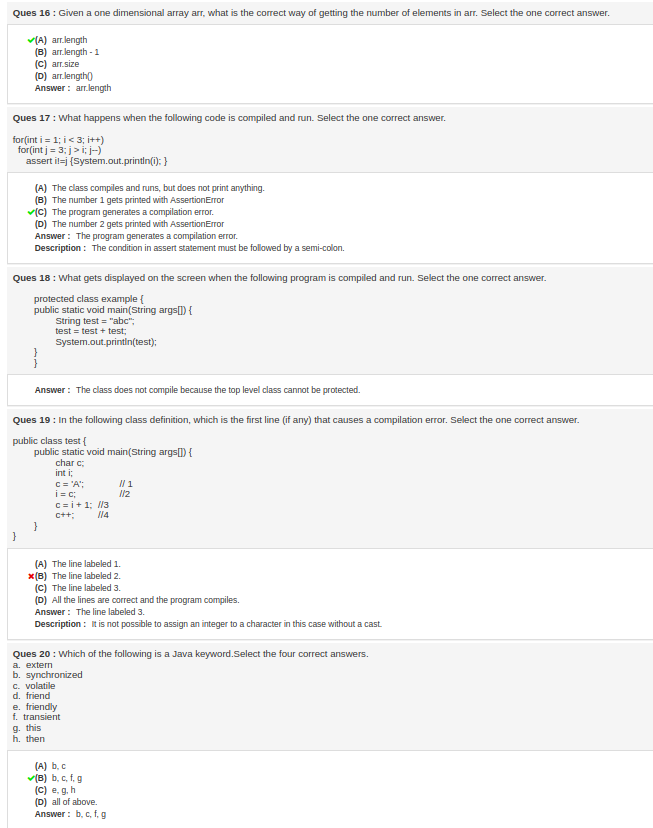 Ques 16 : Given a one dimensional array arr, what is the correct way of getting the number of elements in arr. Select the one correct answer.
(A) arr.length
(B) arr.length - 1
(C) arr.size
(D) arr.length()
Answer : arr.length
Ques 17 : What happens when the following code is compiled and run. Select the one correct answer.
for(int i = 1; i < 3; i++)
for(int j = 3; j > i; j--)
assert i!=j {System.out.println(i); }
(A) The class compiles and runs, but does not print anything.
(B) The number 1 gets printed with AssertionError
(C) The program generates a compilation error.
(D) The number 2 gets printed with AssertionError
Answer : The program generates a compilation error.
Description : The condition in assert statement must be followed by a semi-colon.
Ques 18 : What gets displayed on the screen when the following program is compiled and run. Select the one correct answer.
protected class example {
public static void main(String args[]) {
String test = "abc";
test = test + test;
System.out.println(test);
}
}
Answer : The class does not compile because the top level class cannot be protected.
Ques 19 : In the following class definition, which is the first line (if any) that causes a compilation error. Select the one correct answer.
public class test {
public static void main(String args[]) {
char c;
int i;
c = 'A'; // 1
i = c; //2
c = i + 1; //3
c++; //4
}
}
(A) The line labeled 1.
(B) The line labeled 2.
(C) The line labeled 3.
(D) All the lines are correct and the program compiles.
Answer : The line labeled 3.
Description : It is not possible to assign an integer to a character in this case without a cast.
Ques 20 : Which of the following is a Java keyword.Select the four correct answers.
a. extern
b. synchronized
c. volatile
d. friend
e. friendly
f. transient
g. this
h. then
(A) b, c
(B) b, c, f, g
(C) e, g, h
(D) all of above.
Answer : b, c, f, g